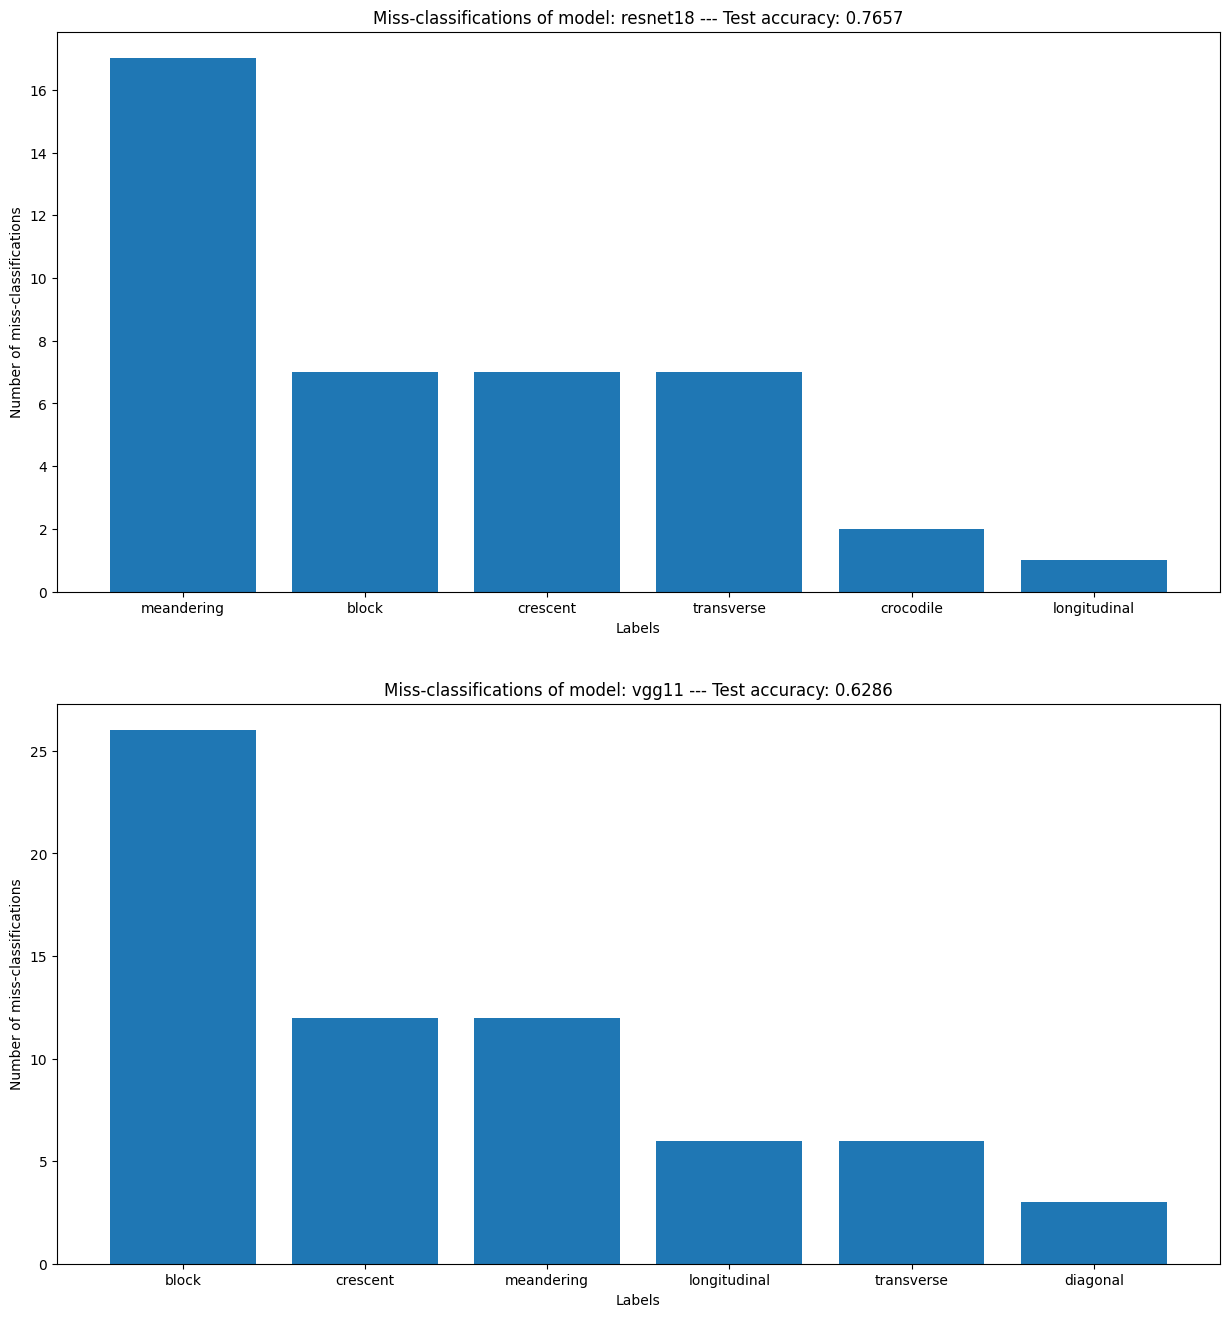 Miss-classifications of model: resnet18 --- Test accuracy: 0.7657
16
14
12
10
8
6
4
2
0
Number of miss-classifications
meandering block crescent transverse crocodile longitudinal
Labels
Miss-classifications of model: vgg11 --- Test accuracy: 0.6286
25
20
15
10
5
0
Number of miss-classifications
block crescent meandering longitudinal transverse diagonal
Labels